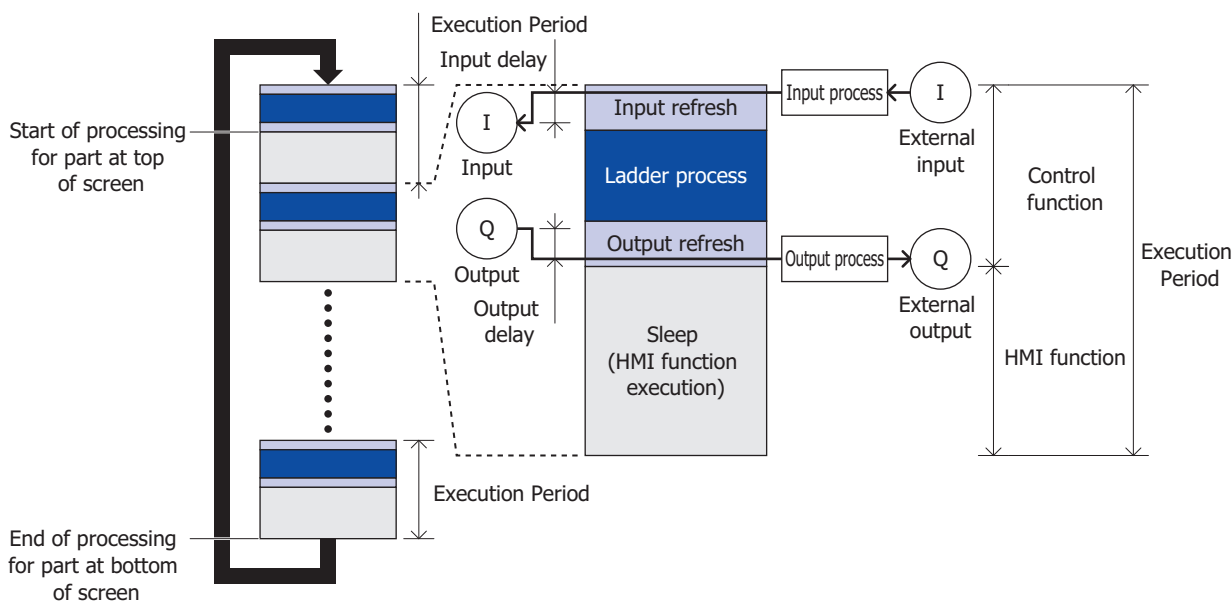 Execution Period
Input delay
Start of processing
for part at top
of screen
I
Input
Q
Output
Output
delay
Input refresh
Ladder process
Output refresh
Sleep
(HMI function
execution)
Input process
I
External
input
Output process
Q
External
output
Control
function
HMI function
Execution
Period
Execution Period
End of processing
for part at bottom
of screen